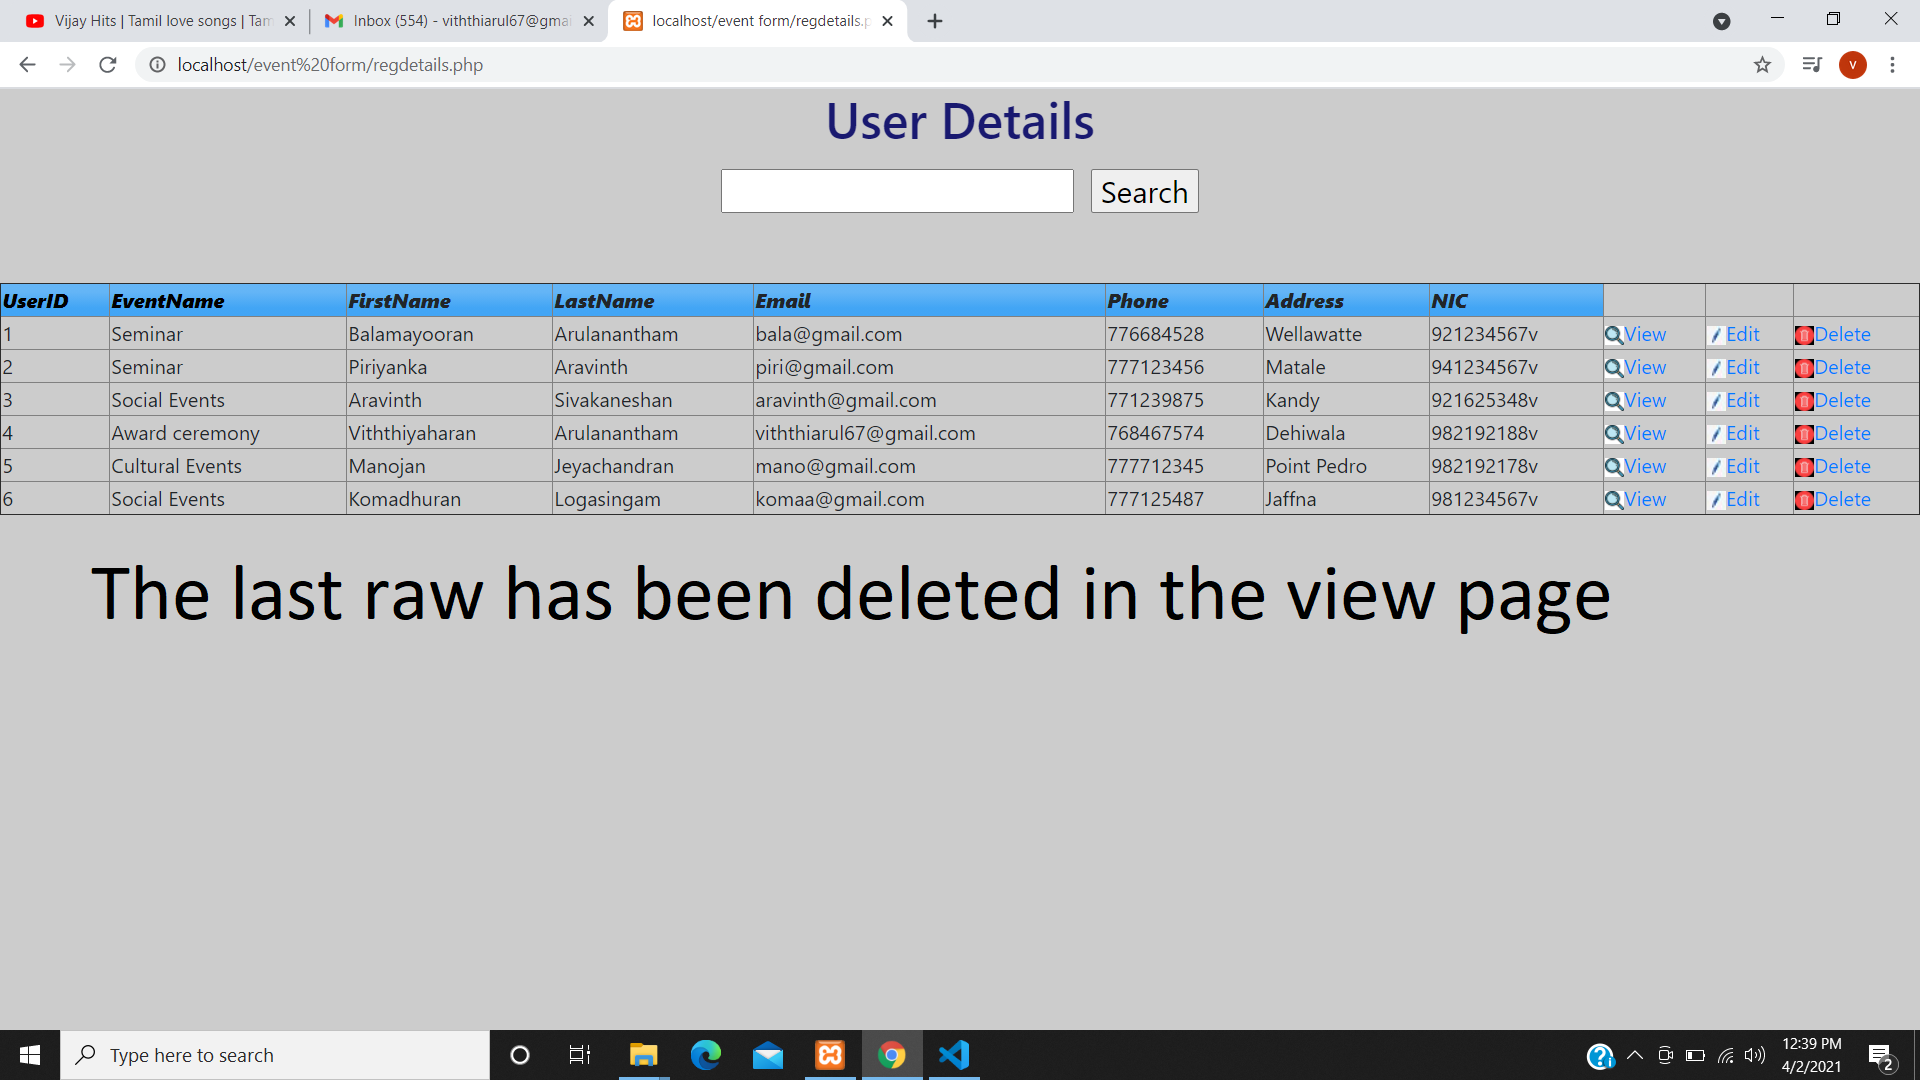 Vijay Hits | Tamil love songs | Tam
Inbox (554) - viththiarul67@gmai
localhost/event form/regdetails.p
localhost/event%20form/regdetails.php
V
User Details
Search
UserID EventName FirstName LastName Email Phone Address NIC
1 Seminar Balamayooran Arulanantham bala@gmail.com 776684528 Wellawatte 921234567v View Edit Delete
2 Seminar Piriyanka Aravinth piri@gmail.com 777123456 Matale 941234567v View Edit Delete
3 Social Events Aravinth Sivakaneshan aravinth@gmail.com 771239875 Kandy 921625348v View Edit Delete
4 Award ceremony Viththiyaharan Arulanantham viththiarul67@gmail.com 768467574 Dehiwala 982192188v View Edit Delete
5 Cultural Events Manojan Jeyachandran mano@gmail.com 777712345 Point Pedro 982192178v View Edit Delete
6 Social Events Komadhuran Logasingam komaa@gmail.com 777125487 Jaffna 981234567v View Edit Delete
The last raw has been deleted in the view page
Type here to search
12:39 PM
4/2/2021
2